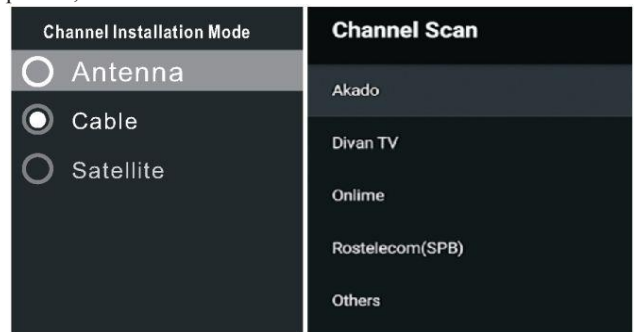 Channel Installation Mode
Antenna
Cable
Satellite
Channel Scan
Akado
Divan TV
Onlime
Rostelecom(SPB)
Others